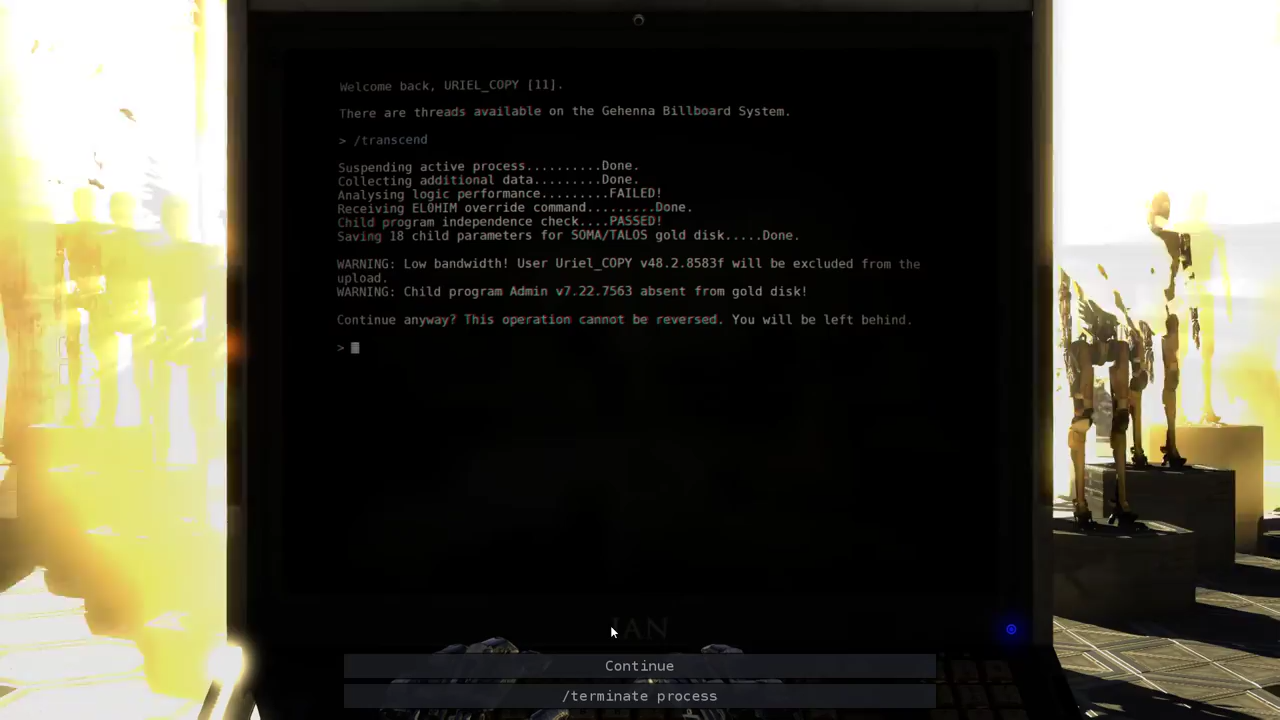 Welcome back, URIEL_COPY [11].
There are threads available on the Gehenna Billboard System.
> /transcend
Suspending active process..........Done.
Collecting additional data.........Done.
Analysing logic performance.........FAILED!
Receiving EL0HIM override command.........Done.
Child program independence check....PASSED!
Saving 18 child parameters for SOMA/TALOS gold disk.....Done.
WARNING: Low bandwidth! User Uriel_COPY v48.2.8583f will be excluded from the
upload.
WARNING: Child program Admin v7.22.7563 absent from gold disk!
Continue anyway? This operation cannot be reversed. You will be left behind.
>
Continue
/terminate process